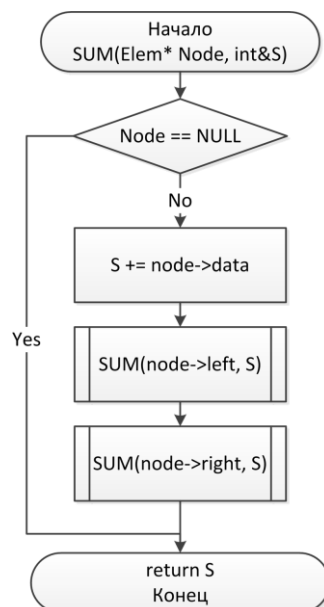 Начало
SUM(Elem* Node, int&S)
Node == NULL
No
S += node->data
Yes
SUM(node->left, S)
SUM(node->right, S)
return S
Конец